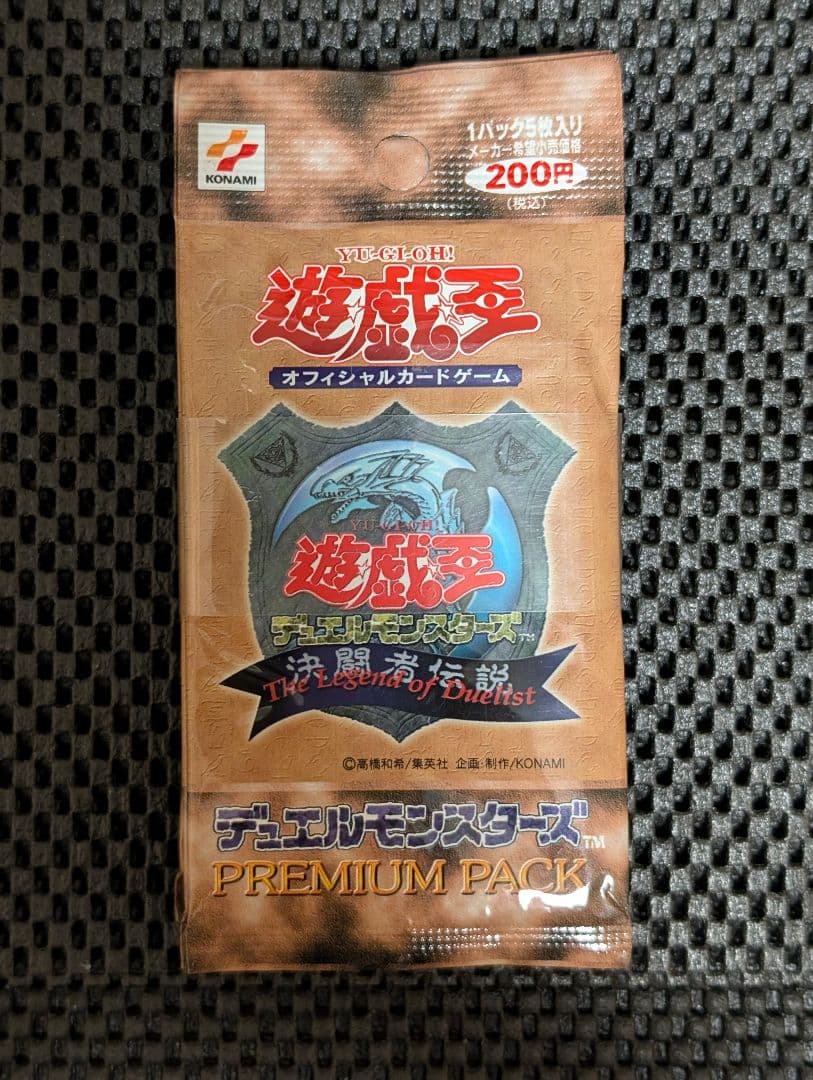 KONAMI
1パック5枚入り
メーカー希望小売価格
200円
(税込)
YU-GI-OH!
遊戯王
オフィシャルカードゲーム
YU-GI-OH!
遊戯王
デュエルモンスターズ™
決闘者伝説
The Legend of Duelist
©高橋和希/集英社 企画・制作/KONAMI
デュエルモンスターズ™
PREMIUM PACK